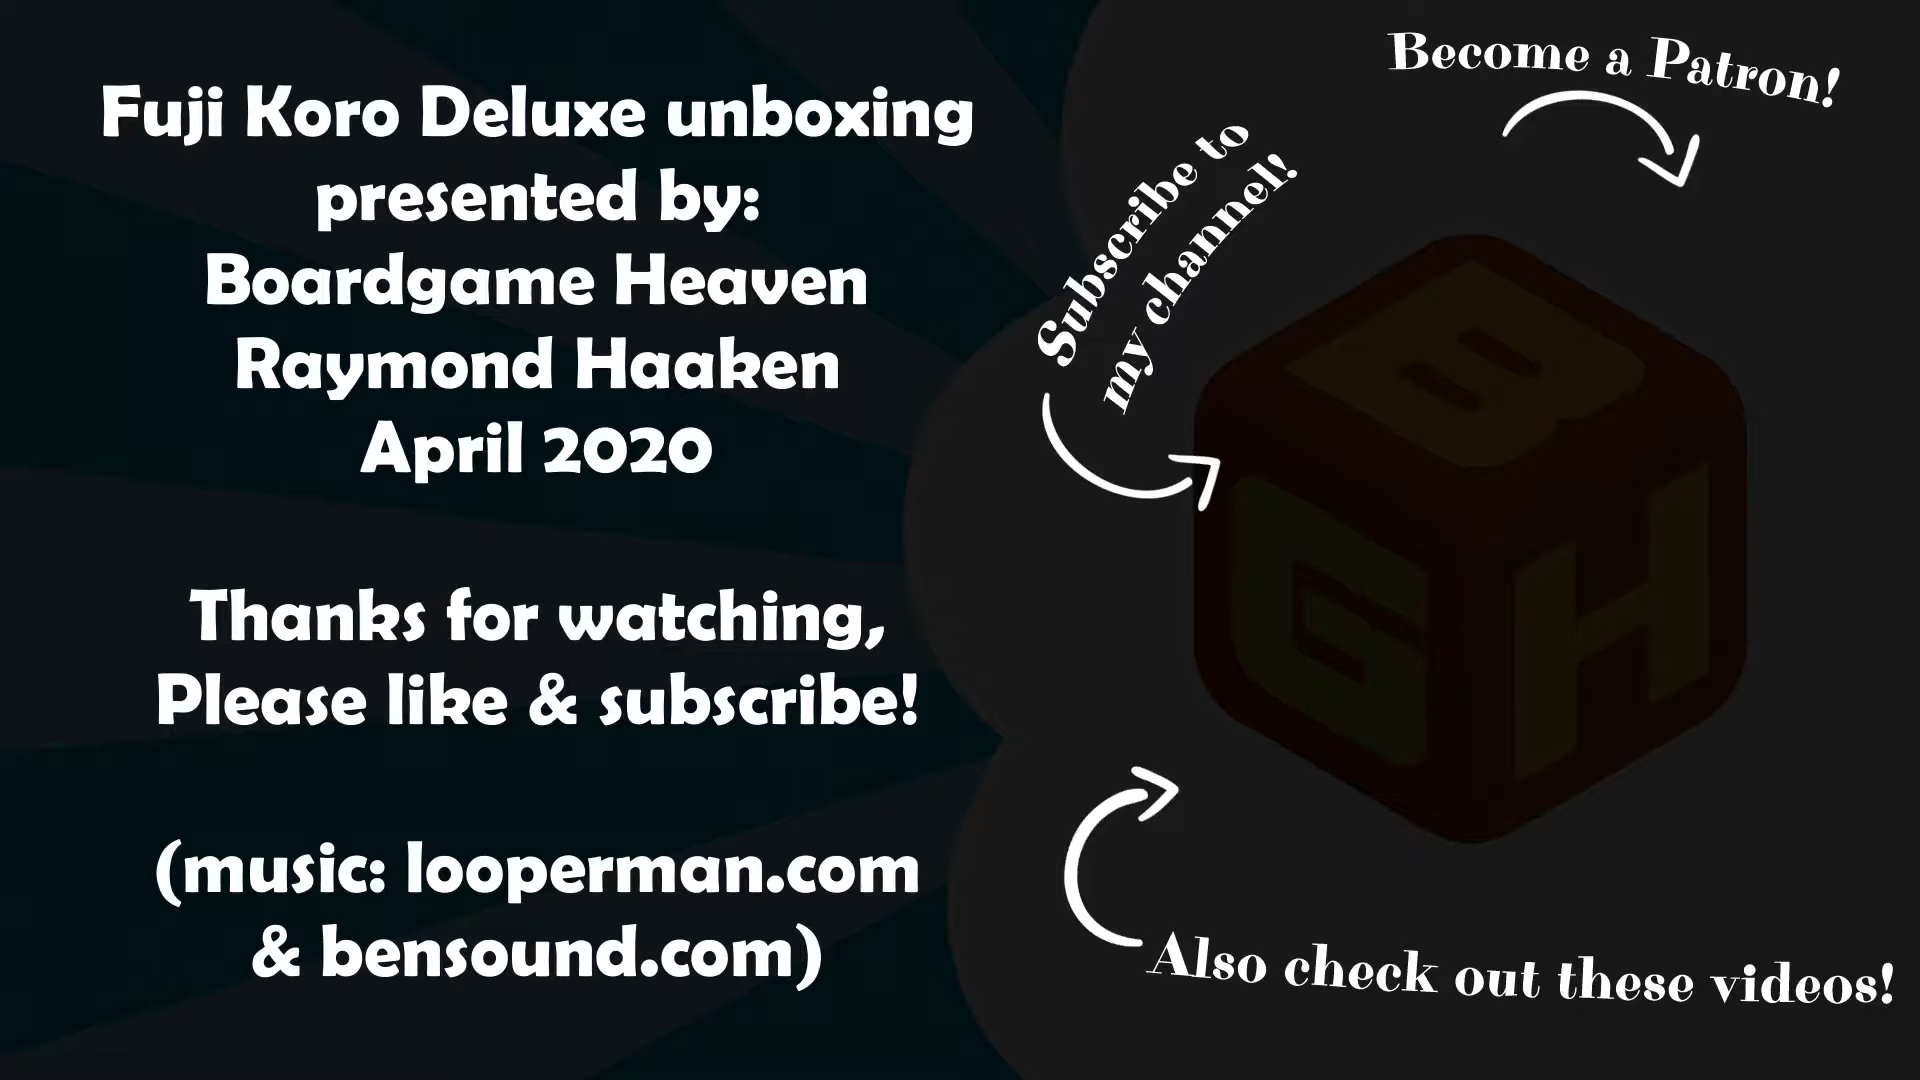 Fuji Koro Deluxe unboxing
presented by:
Boardgame Heaven
Raymond Haaken
April 2020
Thanks for watching,
Please like & subscribe!
(music: looperman.com
& bensound.com)
Become a Patron!
Subscribe to
my channel!
B
G
H
Also check out these videos!